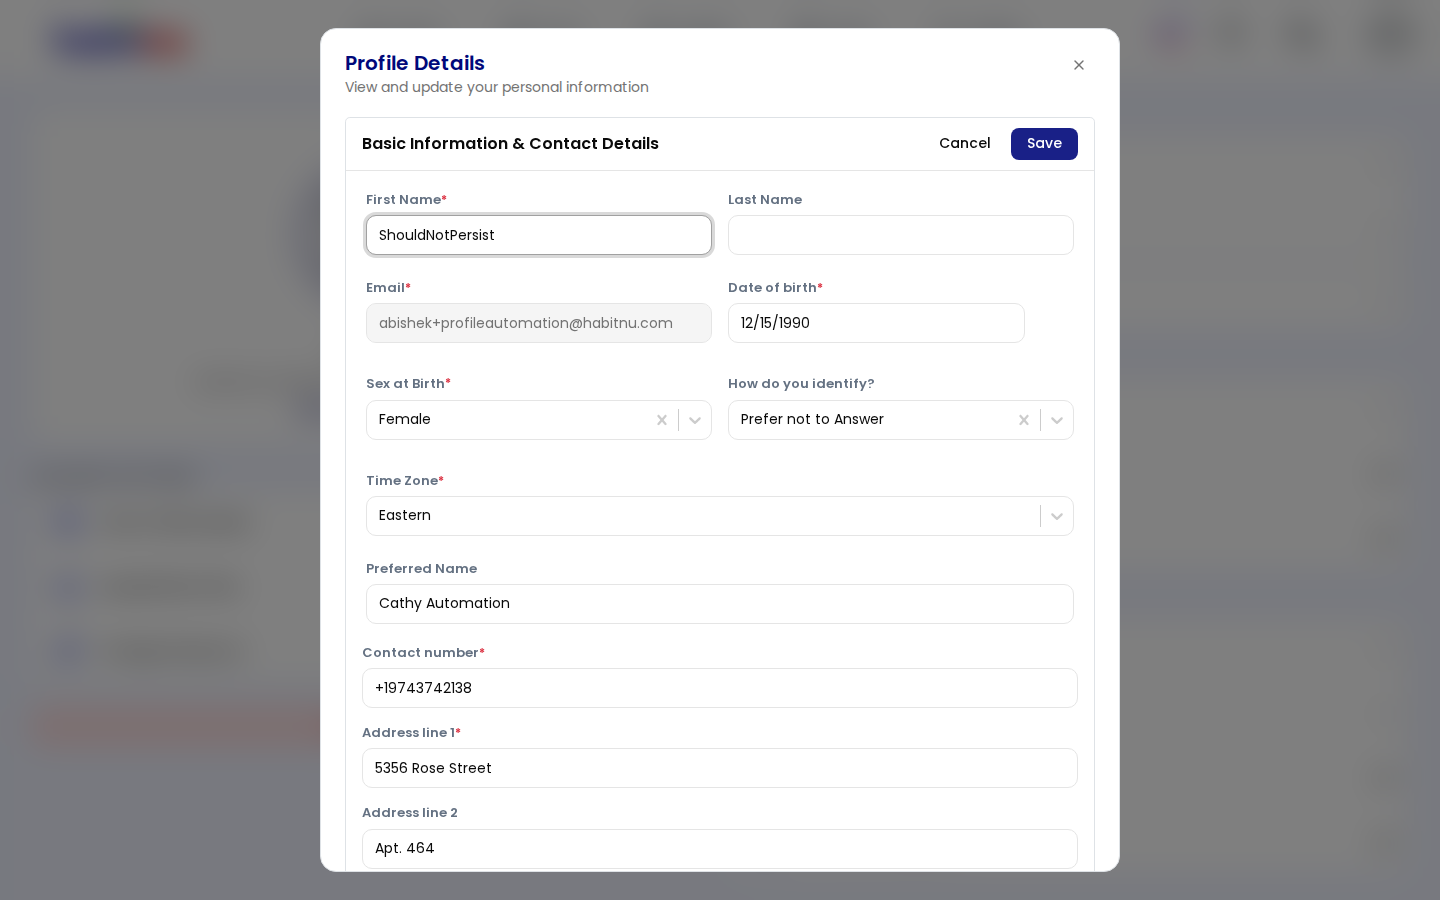 Profile Details
View and update your personal information
Basic Information & Contact Details
Cancel
Save
First Name*
Last Name
ShouldNotPersist
Email*
Date of birth*
abishek+profileautomation@habitnu.com
12/15/1990
Sex at Birth*
How do you identify?
Female
Prefer not to Answer
Time Zone*
Eastern
Preferred Name
Cathy Automation
Contact number*
+19743742138
Address line 1*
5356 Rose Street
Address line 2
Apt. 464